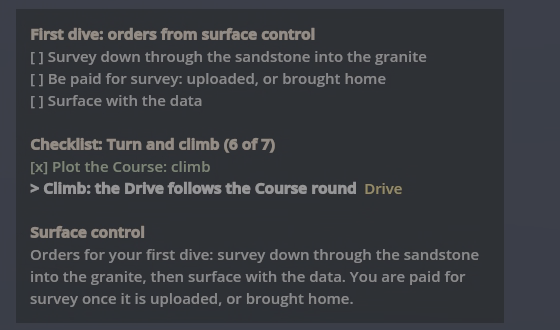 First dive: orders from surface control
[ ] Survey down through the sandstone into the granite
[ ] Be paid for survey: uploaded, or brought home
[ ] Surface with the data
Checklist: Turn and climb (6 of 7)
[x] Plot the Course: climb
> Climb: the Drive follows the Course round Drive
Surface control
Orders for your first dive: survey down through the sandstone
into the granite, then surface with the data. You are paid for
survey once it is uploaded, or brought home.